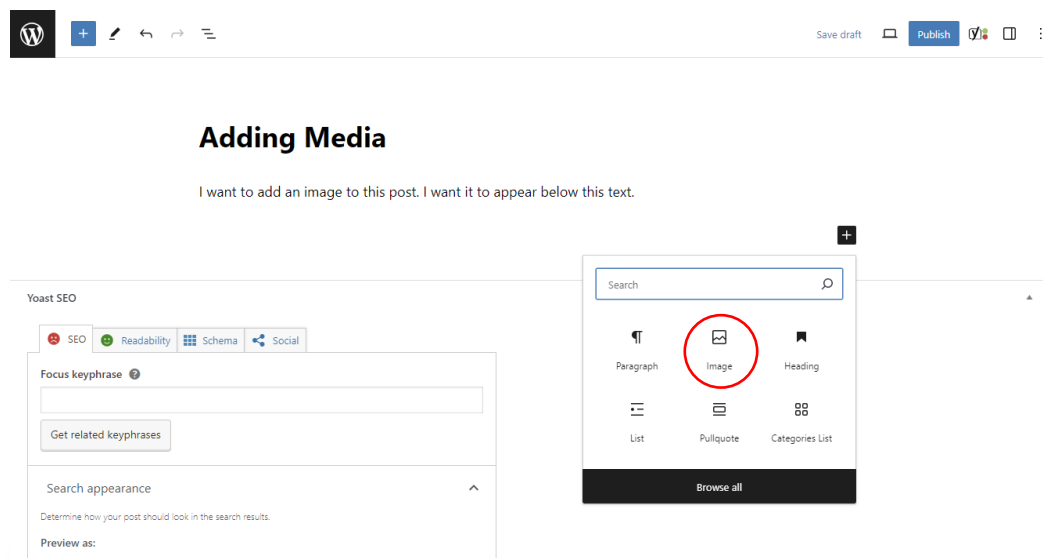 Save draft
Publish
Adding Media
I want to add an image to this post. I want it to appear below this text.
Search
Paragraph
Image
Heading
List
Pullquote
Categories List
Browse all
Yoast SEO
SEO
Readability
Schema
Social
Focus keyphrase
Get related keyphrases
Search appearance
Determine how your post should look in the search results.
Preview as: